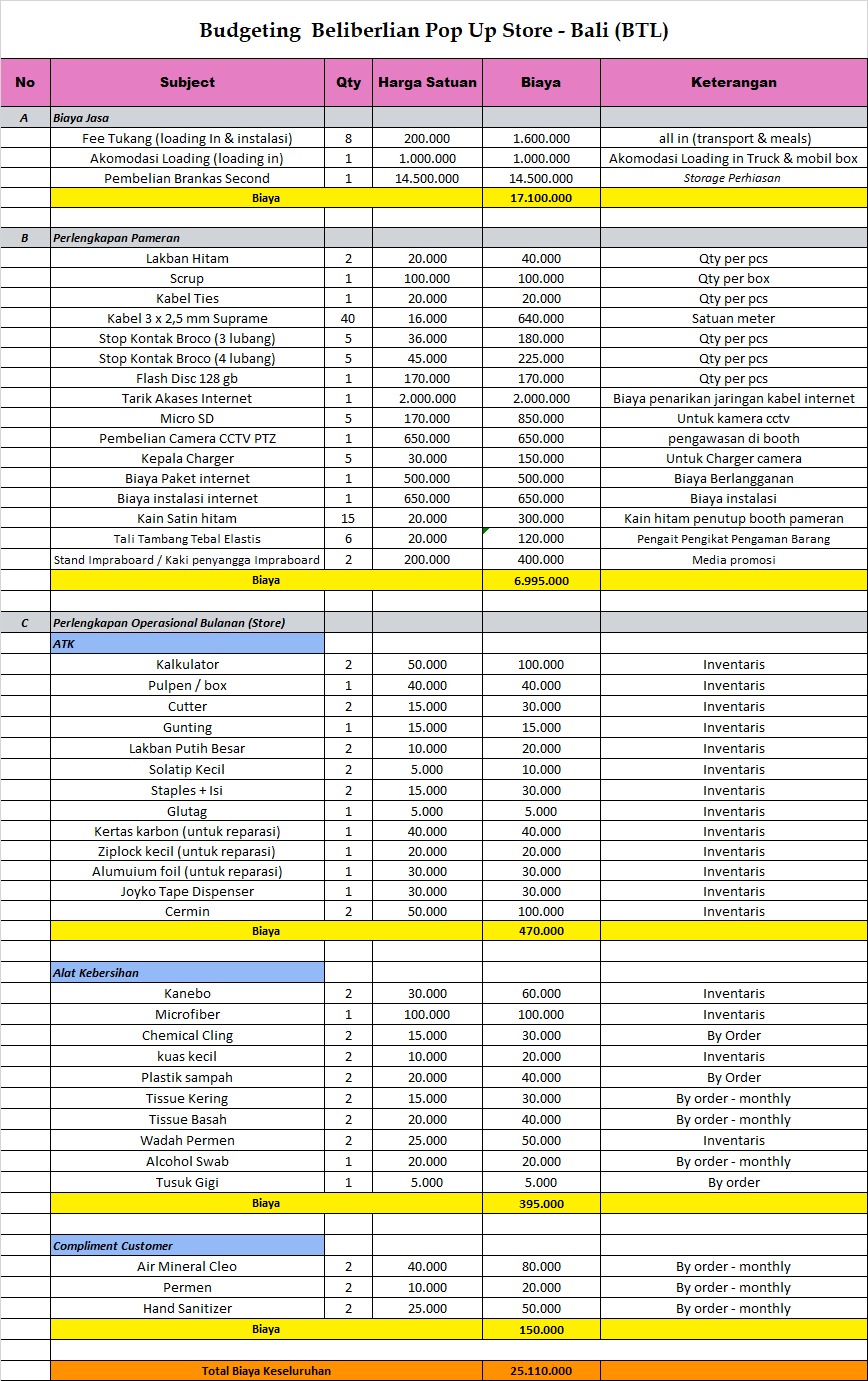 Budgeting Beliberlian Pop Up Store - Bali (BTL)
No Subject Qty Harga Satuan Biaya Keterangan
A Biaya Jasa
Fee Tukang (loading In & instalasi) 8 200.000 1.600.000 all in (transport & meals)
Akomodasi Loading (loading in) 1 1.000.000 1.000.000 Akomodasi Loading in Truck & mobil box
Pembelian Brankas Second 1 14.500.000 14.500.000 Storage Perhiasan
Biaya 17.100.000
B Perlengkapan Pameran
Lakban Hitam 2 20.000 40.000 Qty per pcs
Scrup 1 100.000 100.000 Qty per box
Kabel Ties 1 20.000 20.000 Qty per pcs
Kabel 3 x 2,5 mm Suprame 40 16.000 640.000 Satuan meter
Stop Kontak Broco (3 lubang) 5 36.000 180.000 Qty per pcs
Stop Kontak Broco (4 lubang) 5 45.000 225.000 Qty per pcs
Flash Disc 128 gb 1 170.000 170.000 Qty per pcs
Tarik Akases Internet 1 2.000.000 2.000.000 Biaya penarikan jaringan kabel internet
Micro SD 5 170.000 850.000 Untuk kamera cctv
Pembelian Camera CCTV PTZ 1 650.000 650.000 pengawasan di booth
Kepala Charger 5 30.000 150.000 Untuk Charger camera
Biaya Paket internet 1 500.000 500.000 Biaya Berlangganan
Biaya instalasi internet 1 650.000 650.000 Biaya instalasi
Kain Satin hitam 15 20.000 300.000 Kain hitam penutup booth pameran
Tali Tambang Tebal Elastis 6 20.000 120.000 Pengait Pengikat Pengaman Barang
Stand Impraboard / Kaki penyangga Impraboard 2 200.000 400.000 Media promosi
Biaya 6.995.000
C Perlengkapan Operasional Bulanan (Store)
ATK
Kalkulator 2 50.000 100.000 Inventaris
Pulpen / box 1 40.000 40.000 Inventaris
Cutter 2 15.000 30.000 Inventaris
Gunting 1 15.000 15.000 Inventaris
Lakban Putih Besar 2 10.000 20.000 Inventaris
Solatip Kecil 2 5.000 10.000 Inventaris
Staples + Isi 2 15.000 30.000 Inventaris
Glutag 1 5.000 5.000 Inventaris
Kertas karbon (untuk reparasi) 1 40.000 40.000 Inventaris
Ziplock kecil (untuk reparasi) 1 20.000 20.000 Inventaris
Alumuium foil (untuk reparasi) 1 30.000 30.000 Inventaris
Joyko Tape Dispenser 1 30.000 30.000 Inventaris
Cermin 2 50.000 100.000 Inventaris
Biaya 470.000
Alat Kebersihan
Kanebo 2 30.000 60.000 Inventaris
Microfiber 1 100.000 100.000 Inventaris
Chemical Cling 2 15.000 30.000 By Order
kuas kecil 2 10.000 20.000 Inventaris
Plastik sampah 2 20.000 40.000 By Order
Tissue Kering 2 15.000 30.000 By order - monthly
Tissue Basah 2 20.000 40.000 By order - monthly
Wadah Permen 2 25.000 50.000 Inventaris
Alcohol Swab 1 20.000 20.000 By order - monthly
Tusuk Gigi 1 5.000 5.000 By order
Biaya 395.000
Compliment Customer
Air Mineral Cleo 2 40.000 80.000 By order - monthly
Permen 2 10.000 20.000 By order - monthly
Hand Sanitizer 2 25.000 50.000 By order - monthly
Biaya 150.000
Total Biaya Keseluruhan 25.110.000